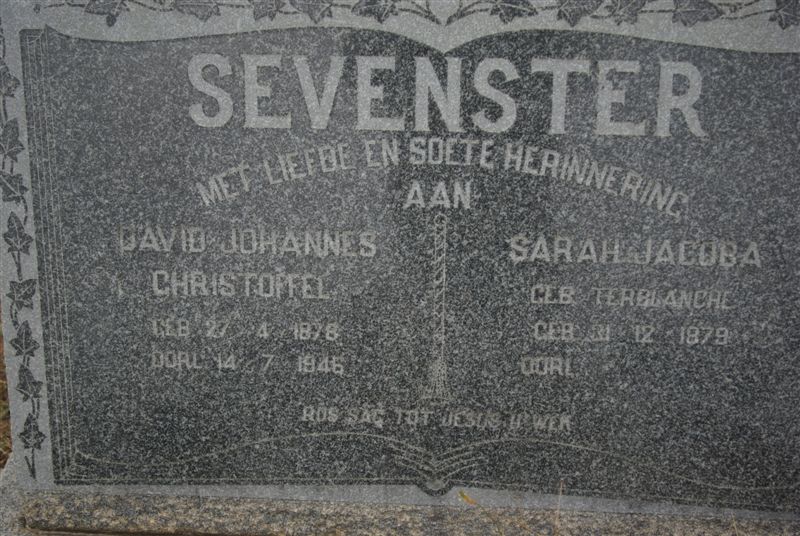 SEVENSTER
MET LIEFDE EN SOETE HERINNERING
AAN
DAVID JOHANNES
CHRISTOFFEL
GEB 27 4 1878
OORL 14 7 1946
SARAH JACOBA
GEB TERBLANCHE
GEB 31 12 1879
OORL
RUS SAG TOT JESUS U WEK